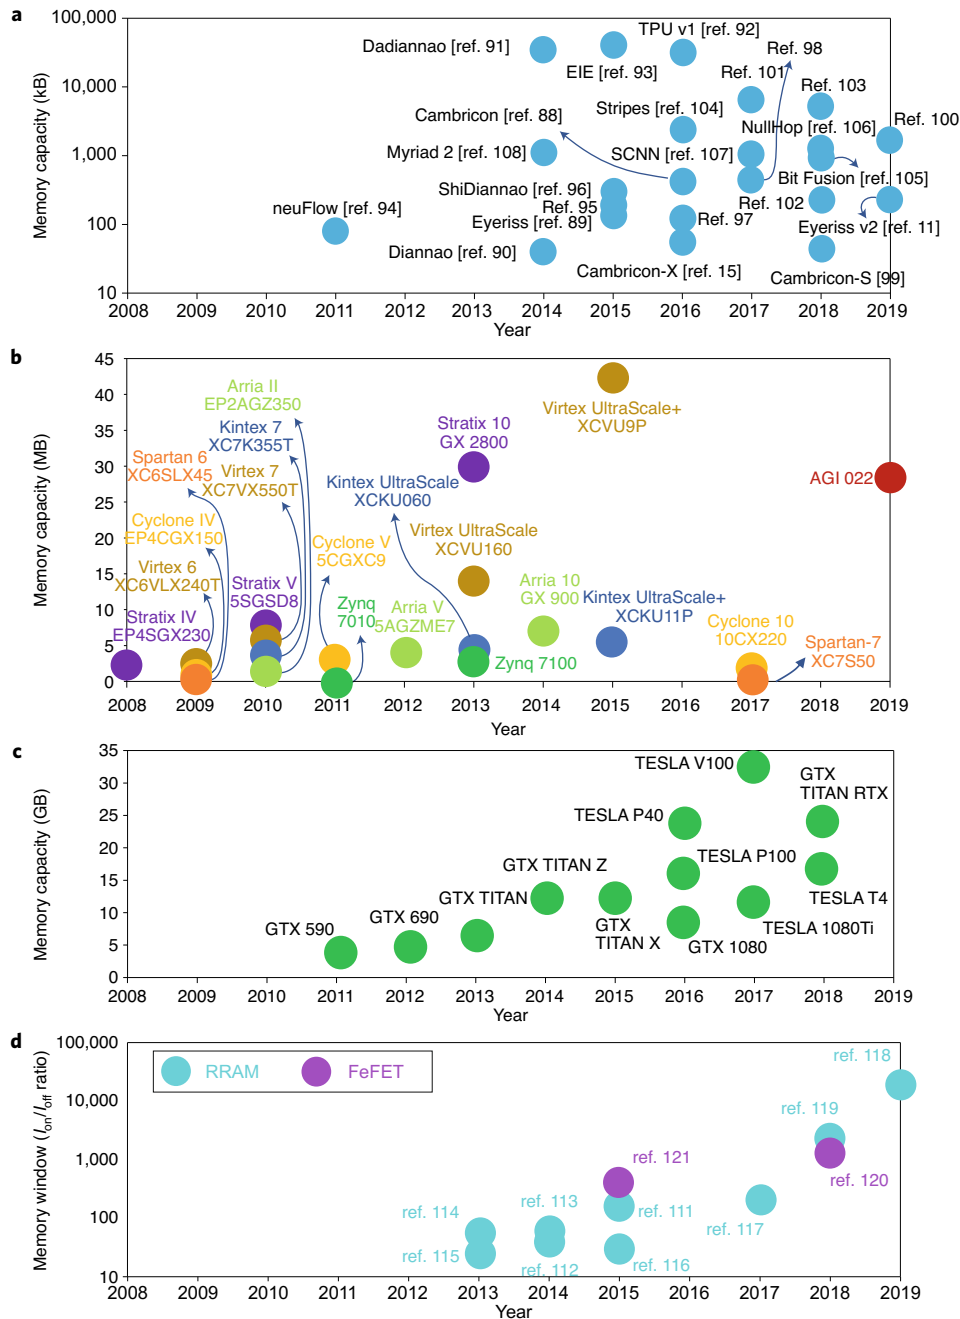 a
100,000
10,000
1,000
100
10
Memory capacity (kB)
Dadiannao [ref. 91]
TPU v1 [ref. 92]
EIE [ref. 93]
Ref. 98
Ref. 101
Ref. 103
Cambricon [ref. 88]
Stripes [ref. 104]
NullHop [ref. 106]
Ref. 100
Myriad 2 [ref. 108]
SCNN [ref. 107]
Bit Fusion [ref. 105]
ShiDiannao [ref. 96]
Ref. 95
Ref. 102
neuFlow [ref. 94]
Eyeriss [ref. 89]
Ref. 97
Eyeriss v2 [ref. 11]
Diannao [ref. 90]
Cambricon-X [ref. 15]
Cambricon-S [99]
2008 2009 2010 2011 2012 2013 2014 2015 2016 2017 2018 2019
Year
b
45
40
35
30
25
20
15
10
5
0
Memory capacity (MB)
Arria II
EP2AGZ350
Kintex 7
XC7K355T
Spartan 6
XC6SLX45
Virtex 7
XC7VX550T
Cyclone IV
EP4CGX150
Virtex 6
XC6VLX240T
Stratix IV
EP4SGX230
Stratix V
5SGSD8
Cyclone V
5CGXC9
Zynq
7010
Kintex UltraScale
XCKU060
Arria V
5AGZME7
Stratix 10
GX 2800
Virtex UltraScale
XCVU160
Zynq 7100
Arria 10
GX 900
Virtex UltraScale+
XCVU9P
Kintex UltraScale+
XCKU11P
Cyclone 10
10CX220
Spartan-7
XC7S50
AGI 022
2008 2009 2010 2011 2012 2013 2014 2015 2016 2017 2018 2019
Year
c
35
30
25
20
15
10
5
0
Memory capacity (GB)
TESLA V100
GTX
TITAN RTX
TESLA P40
TESLA P100
GTX TITAN Z
GTX TITAN
TESLA T4
GTX 690
GTX 590
GTX
TITAN X
GTX 1080
TESLA 1080Ti
2008 2009 2010 2011 2012 2013 2014 2015 2016 2017 2018 2019
Year
d
100,000
10,000
1,000
100
10
Memory window (Ion/Ioff ratio)
RRAM
FeFET
ref. 118
ref. 119
ref. 120
ref. 121
ref. 114
ref. 113
ref. 111
ref. 117
ref. 115
ref. 112
ref. 116
2008 2009 2010 2011 2012 2013 2014 2015 2016 2017 2018 2019
Year